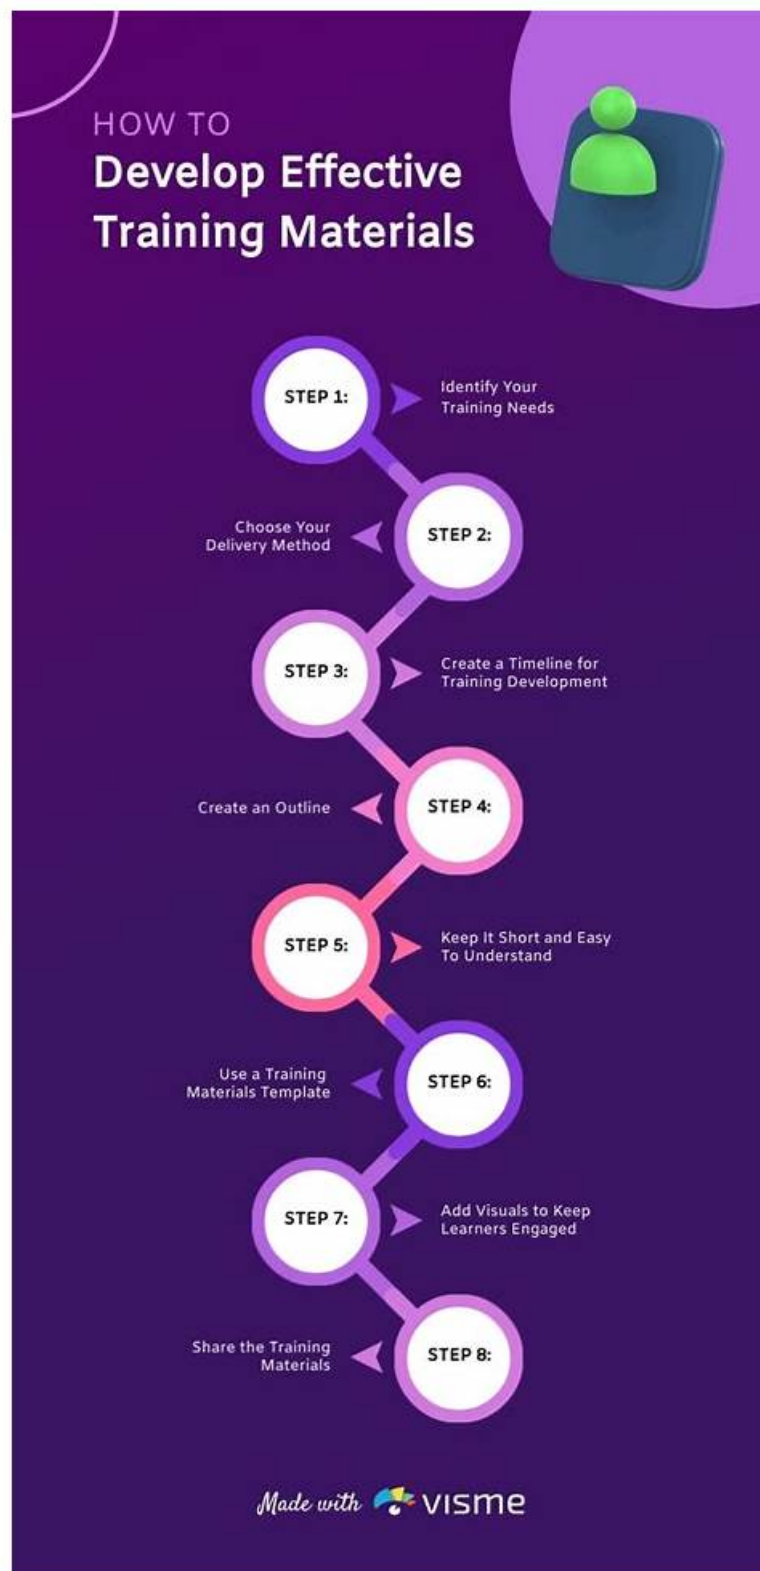 HOW TO
Develop Effective
Training Materials
STEP 1:
Identify Your
Training Needs
STEP 2:
Choose Your
Delivery Method
STEP 3:
Create a Timeline for
Training Development
STEP 4:
Create an Outline
STEP 5:
Keep It Short and Easy
To Understand
STEP 6:
Use a Training
Materials Template
STEP 7:
Add Visuals to Keep
Learners Engaged
STEP 8:
Share the Training
Materials
Made with visme